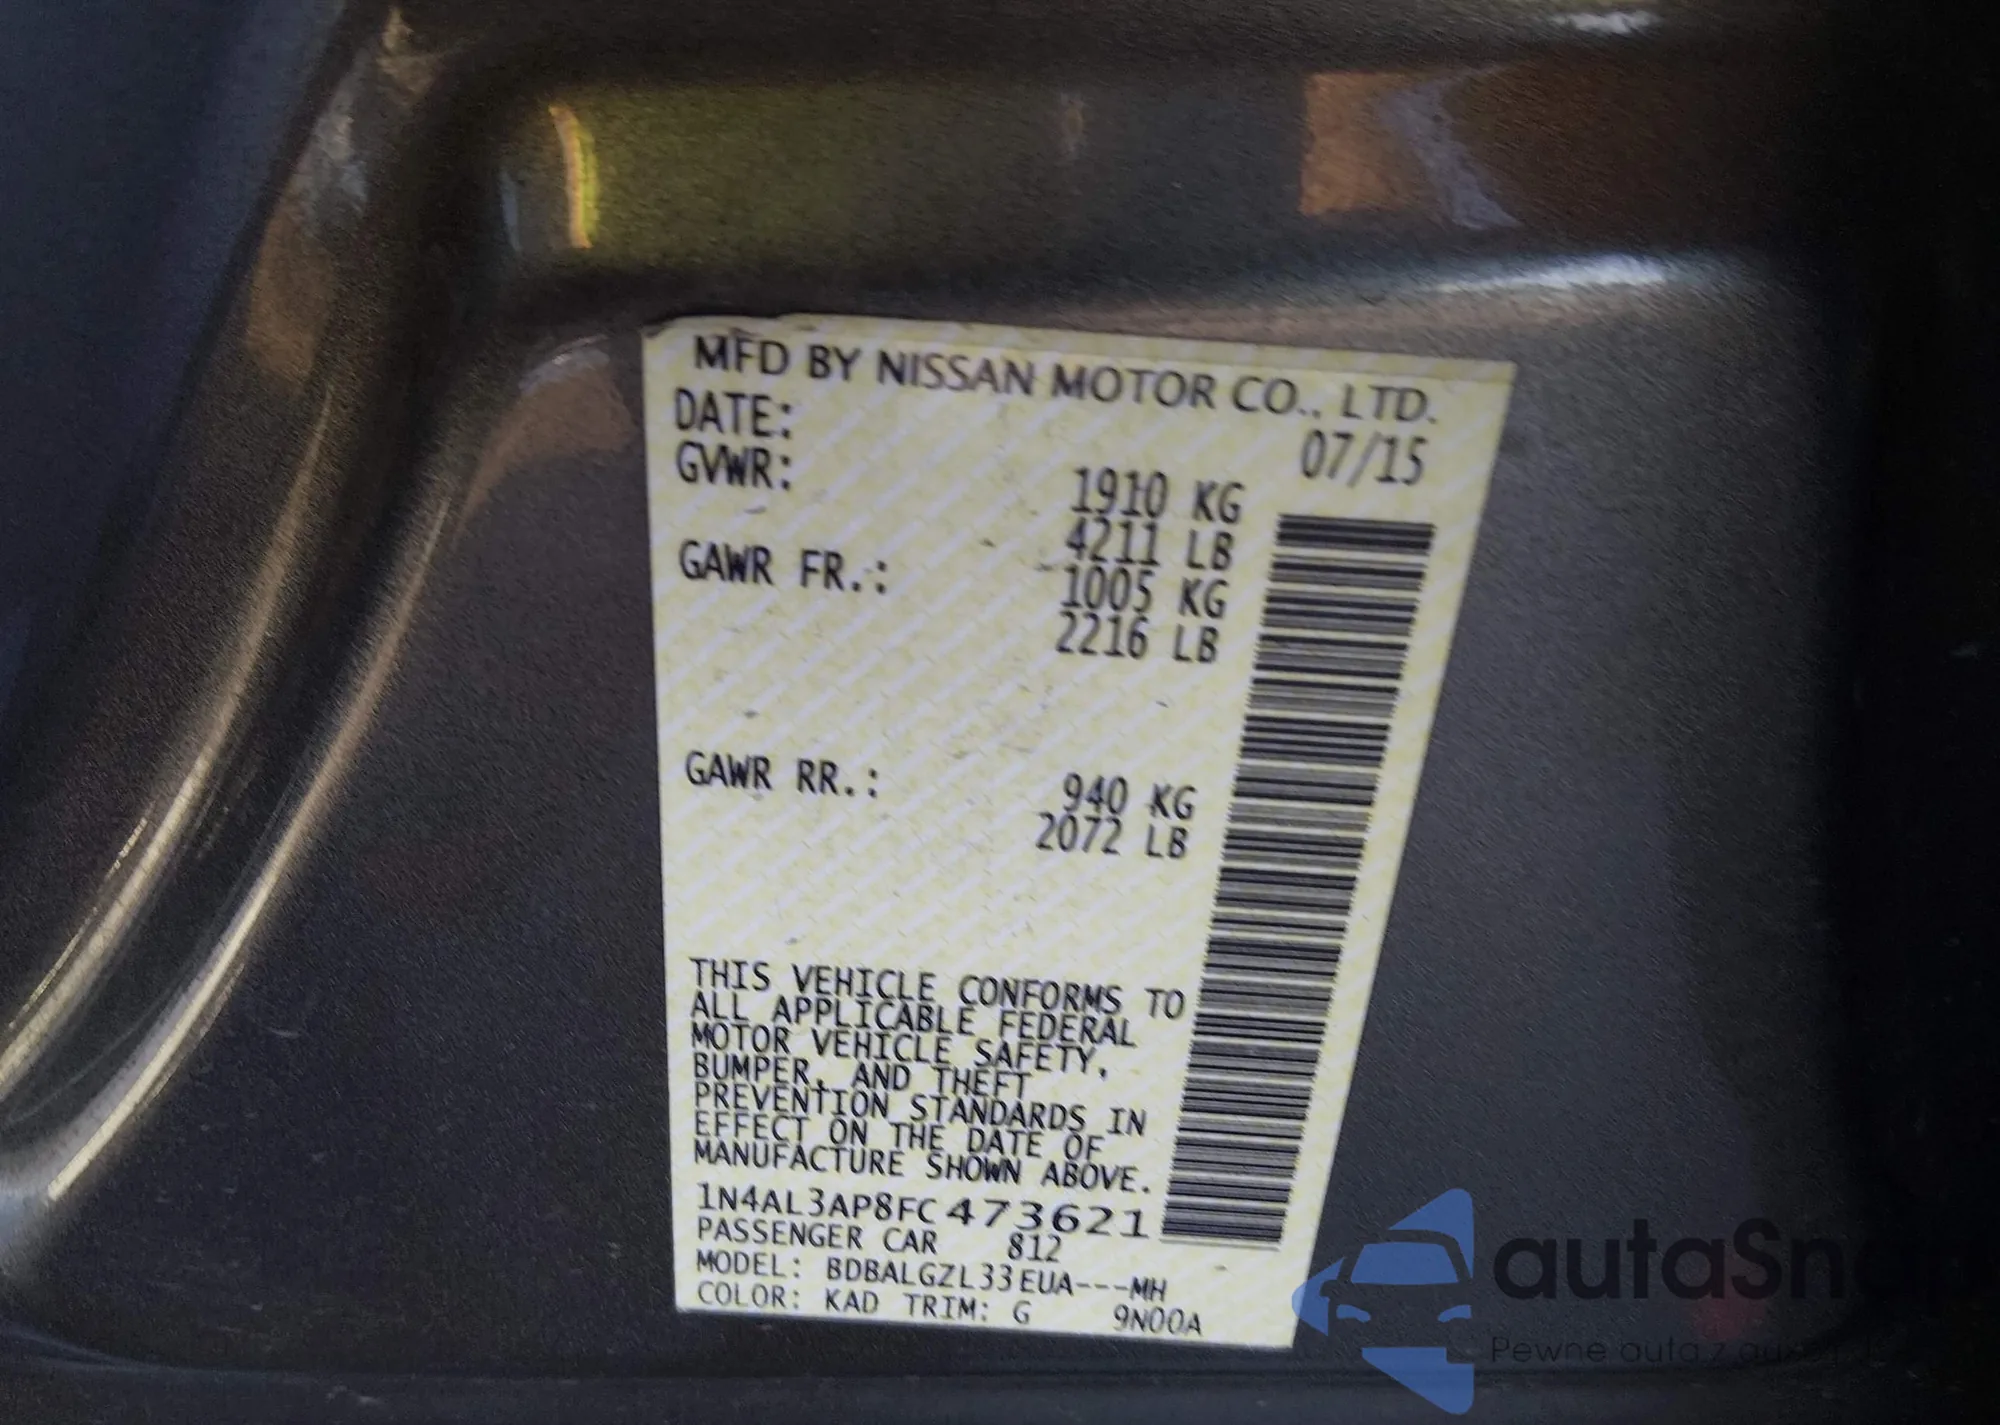 MFD BY NISSAN MOTOR CO., LTD.
DATE: 07/15
GVWR: 1910 KG
4211 LB
GAWR FR.: 1005 KG
2216 LB
GAWR RR.: 940 KG
2072 LB
THIS VEHICLE CONFORMS TO
ALL APPLICABLE FEDERAL
MOTOR VEHICLE SAFETY,
BUMPER, AND THEFT
PREVENTION STANDARDS IN
EFFECT ON THE DATE OF
MANUFACTURE SHOWN ABOVE.
1N4AL3AP8FC473621
PASSENGER CAR 812
MODEL: BDBALGZL33EUA---MH
COLOR: KAD TRIM: G 9N00A
autaSna
Pewne auta z